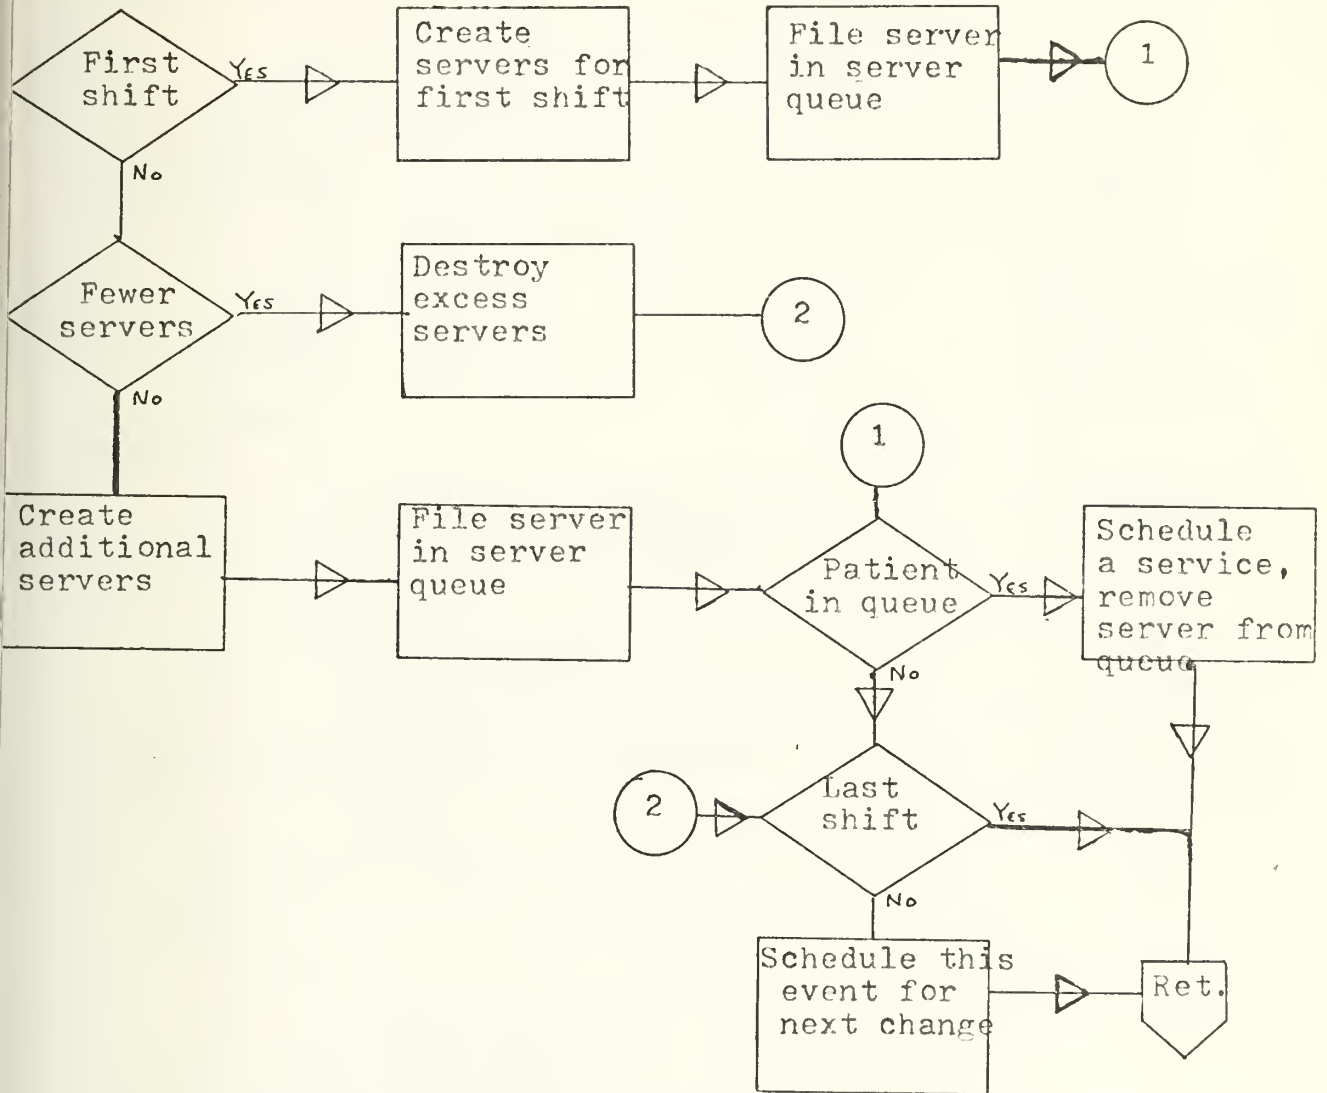 First
shift
YES
Create
servers for
first shift
File server
in server
queue
1
No
Fewer
servers
YES
Destroy
excess
servers
2
No
1
Create
additional
servers
File server
in server
queue
Patient
in queue
Yes
Schedule
a service,
remove
server from
queue
No
2
Last
shift
Yes
No
Schedule this
event for
next change
Ret.